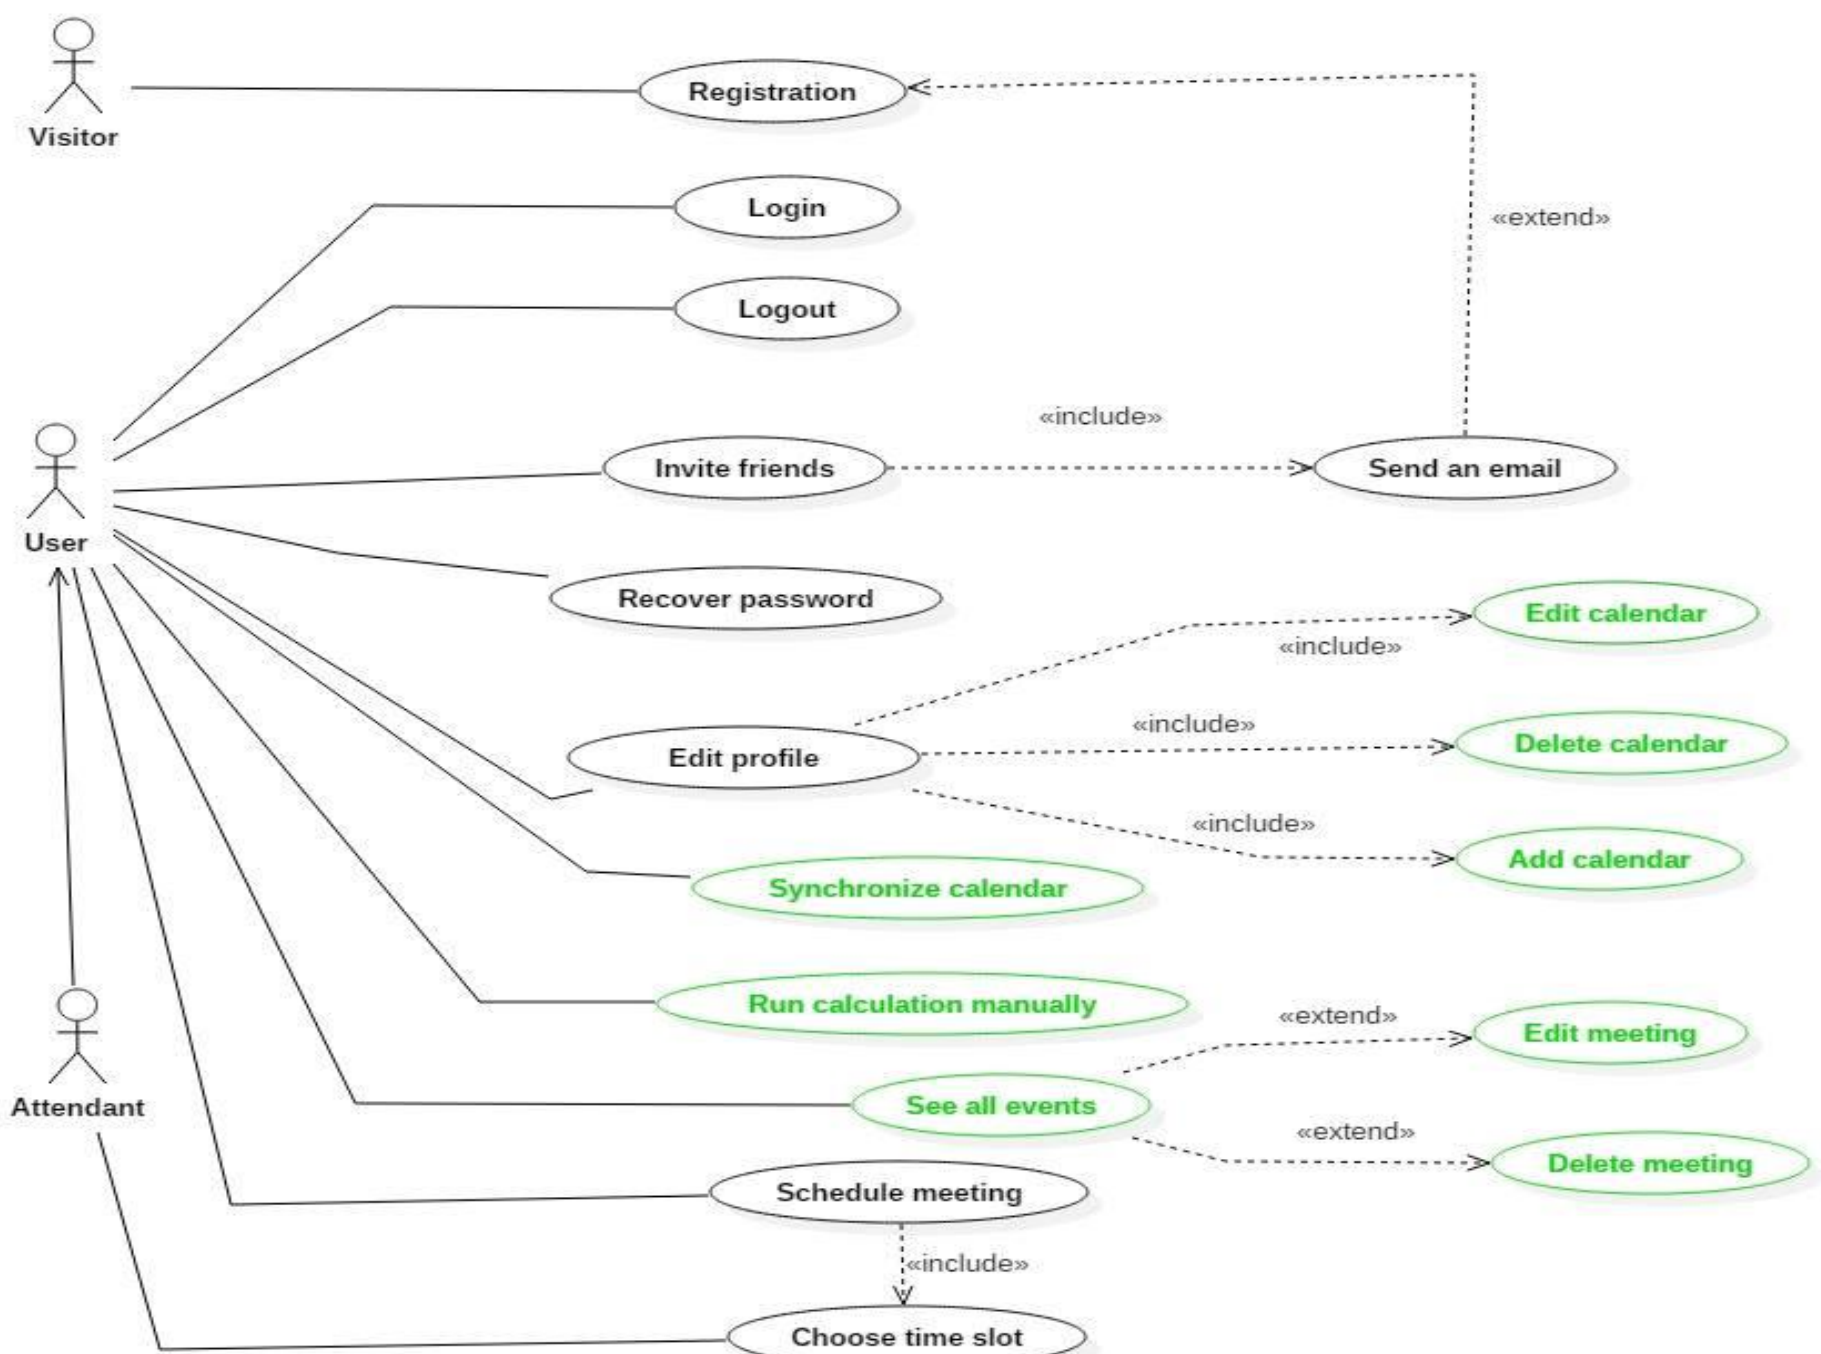 Registration
Visitor
Login
«extend»
Logout
«include»
Invite friends
Send an email
User
Recover password
Edit calendar
«include»
«include»
Edit profile
Delete calendar
«include»
Add calendar
Synchronize calendar
Run calculation manually
«extend»
Edit meeting
Attendant
See all events
«extend»
Delete meeting
Schedule meeting
«include»
Choose time slot